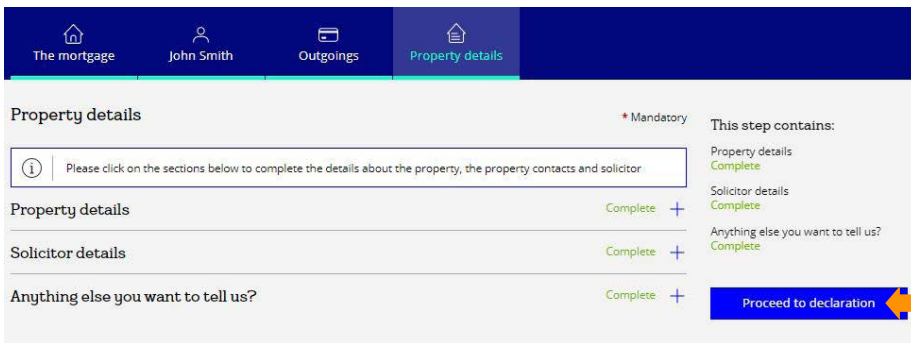 The mortgage
John Smith
Outgoings
Property details
Property details
* Mandatory
Please click on the sections below to complete the details about the property, the property contacts and solicitor
Property details Complete
Solicitor details Complete
Anything else you want to tell us? Complete
This step contains:
Property details
Complete
Solicitor details
Complete
Anything else you want to tell us?
Complete
Proceed to declaration